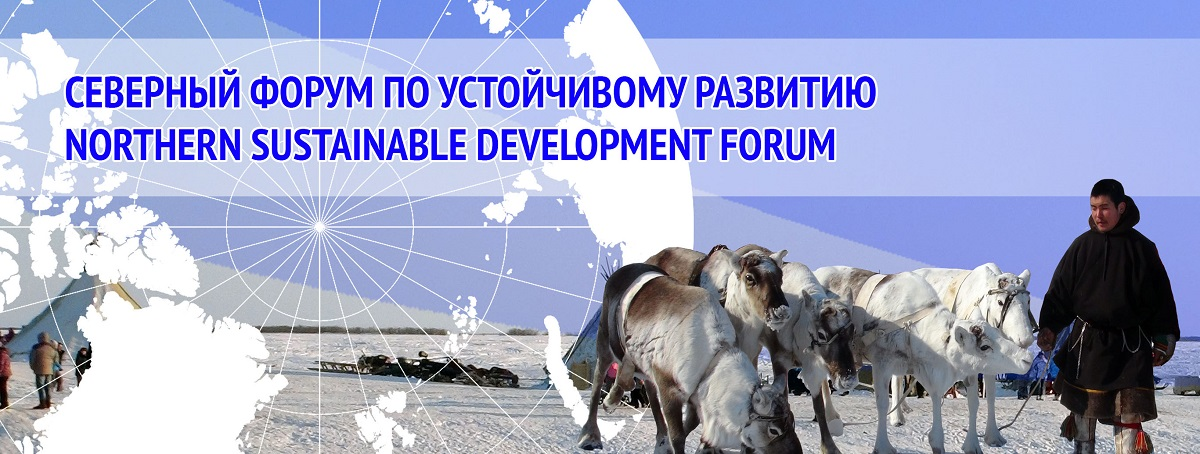 СЕВЕРНЫЙ ФОРУМ ПО УСТОЙЧИВОМУ РАЗВИТИЮ
NORTHERN SUSTAINABLE DEVELOPMENT FORUM